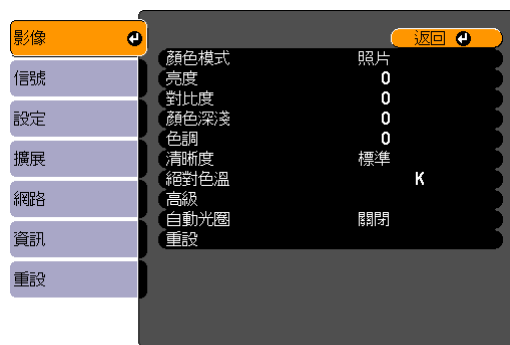 影像
信號
設定
擴展
網路
資訊
重設
返回
顏色模式 照片
亮度 0
對比度 0
顏色深淺 0
色調 0
清晰度 標準
絕對色溫 K
高級
自動光圈 關閉
重設